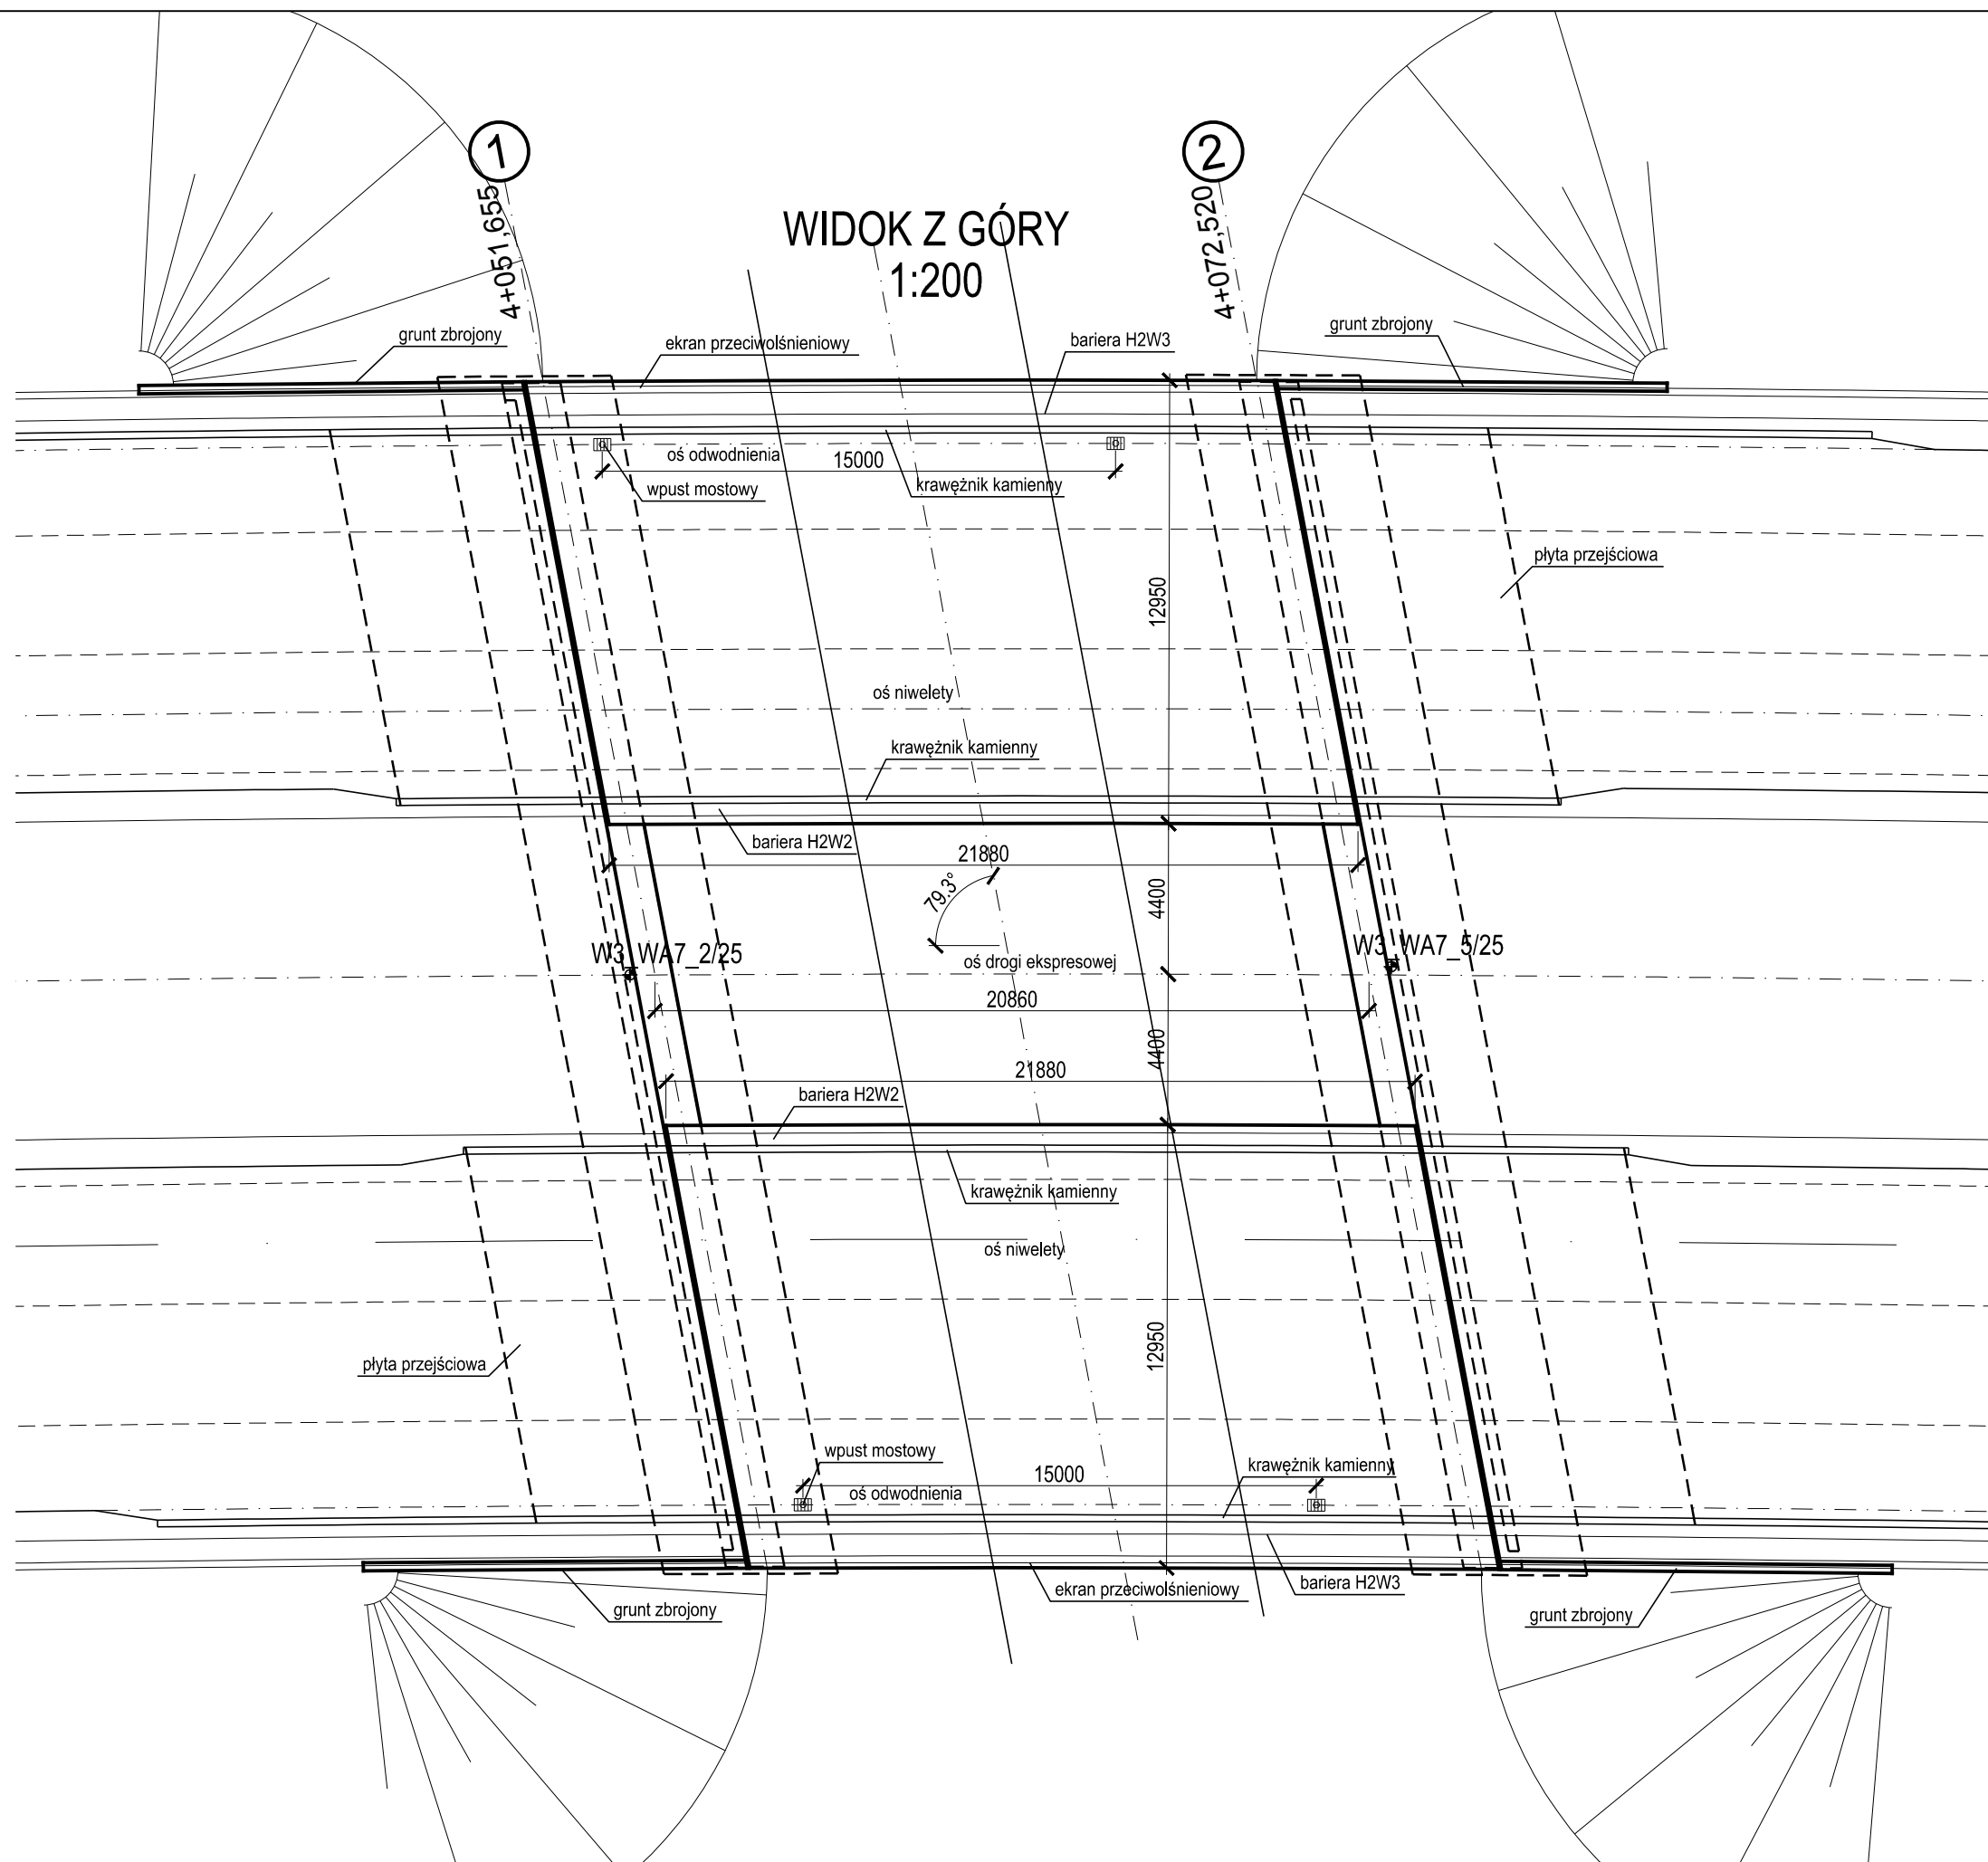 1
2
4+051,655
4+072,520
WIDOK Z GÓRY
1:200
grunt zbrojony
ekran przeciwolśnieniowy
bariera H2W3
grunt zbrojony
oś odwodnienia
15000
wpust mostowy
krawężnik kamienny
płyta przejściowa
12950
oś niwelety
krawężnik kamienny
bariera H2W2
21880
79.3°
4400
W3_WA7_2/25
W3_WA7_5/25
oś drogi ekspresowej
20860
4400
21880
bariera H2W2
krawężnik kamienny
oś niwelety
12950
płyta przejściowa
wpust mostowy
15000
krawężnik kamienny
oś odwodnienia
ekran przeciwolśnieniowy
bariera H2W3
grunt zbrojony
grunt zbrojony